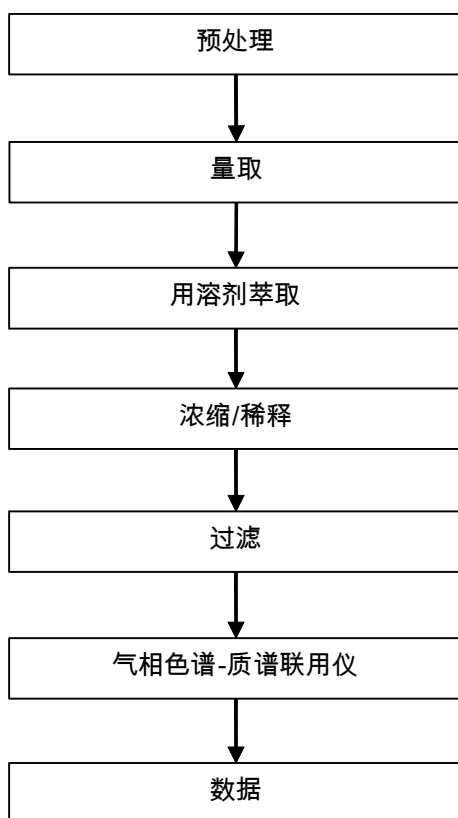 预处理
量取
用溶剂萃取
浓缩/稀释
过滤
气相色谱-质谱联用仪
数据